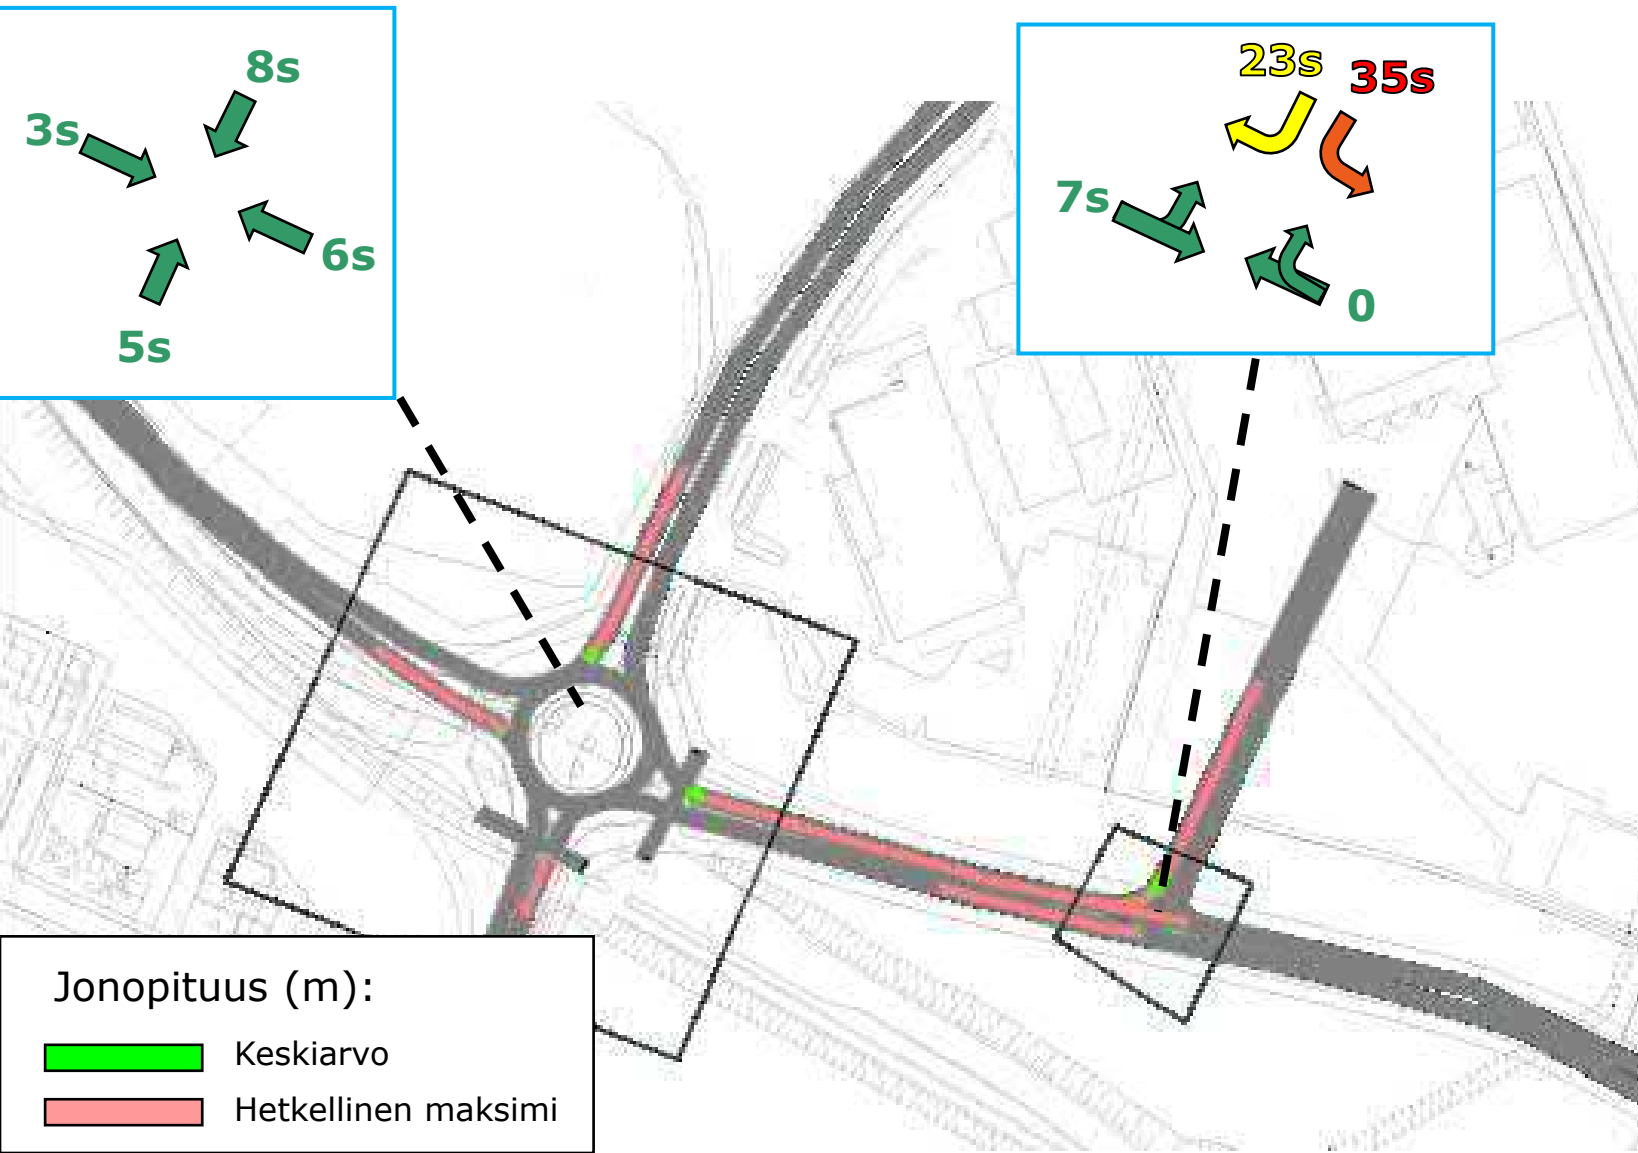 8s
3s
6s
5s
23s
35s
7s
0
Jonopituus (m):
Keskiarvo
Hetkellinen maksimi